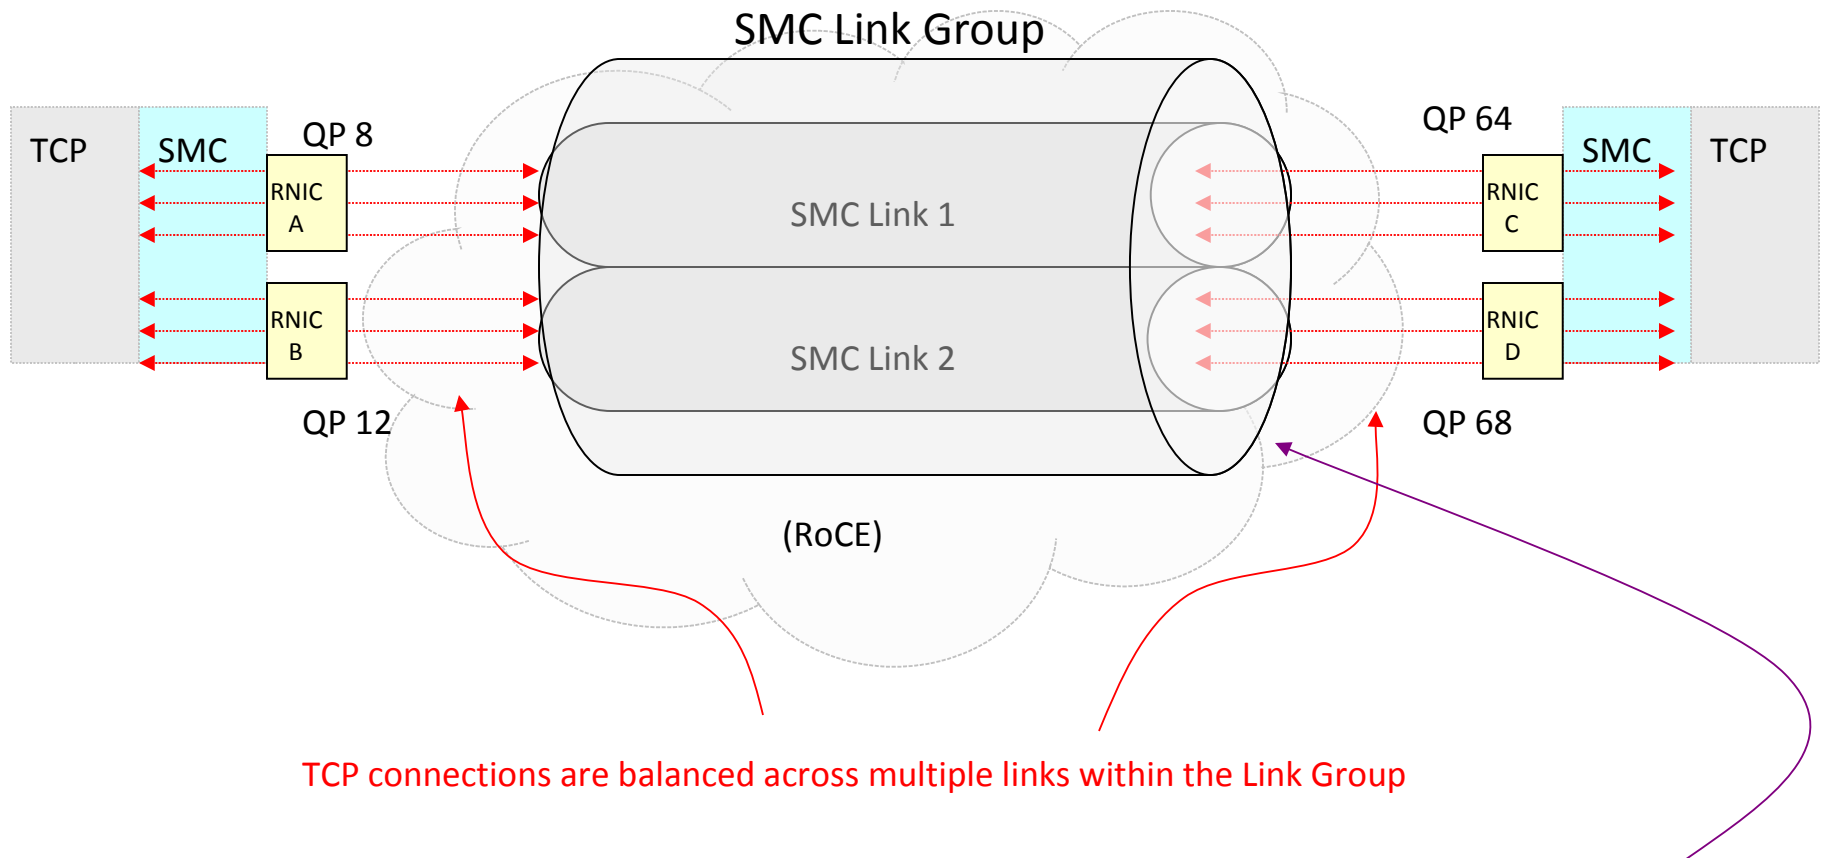 SMC Link Group
TCP
SMC
QP 8
RNIC
A
RNIC
B
QP 12
SMC Link 1
SMC Link 2
(RoCE)
QP 64
RNIC
C
RNIC
D
QP 68
SMC
TCP
TCP connections are balanced across multiple links within the Link Group